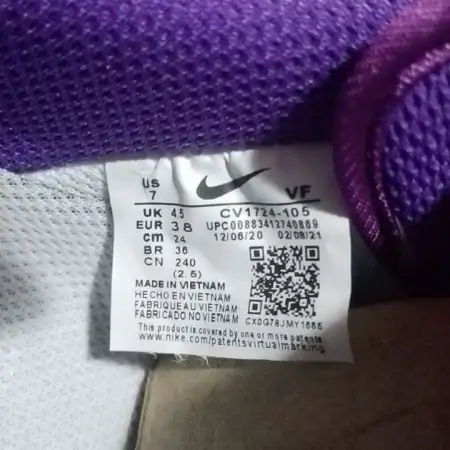 US
7
VF
UK 45 CV1724-105
EUR 38 UPC00883412740869
cm 24 12/06/20 02/08/21
BR 36
CN 240
(2.5)
MADE IN VIETNAM
HECHO EN VIETNAM
FABRIQUE AU VIETNAM
FABRICADO NO VIETNAM CX0G78JMY1665
This product is covered by one or more patents
www.nike.com/patentsvirtualmarking